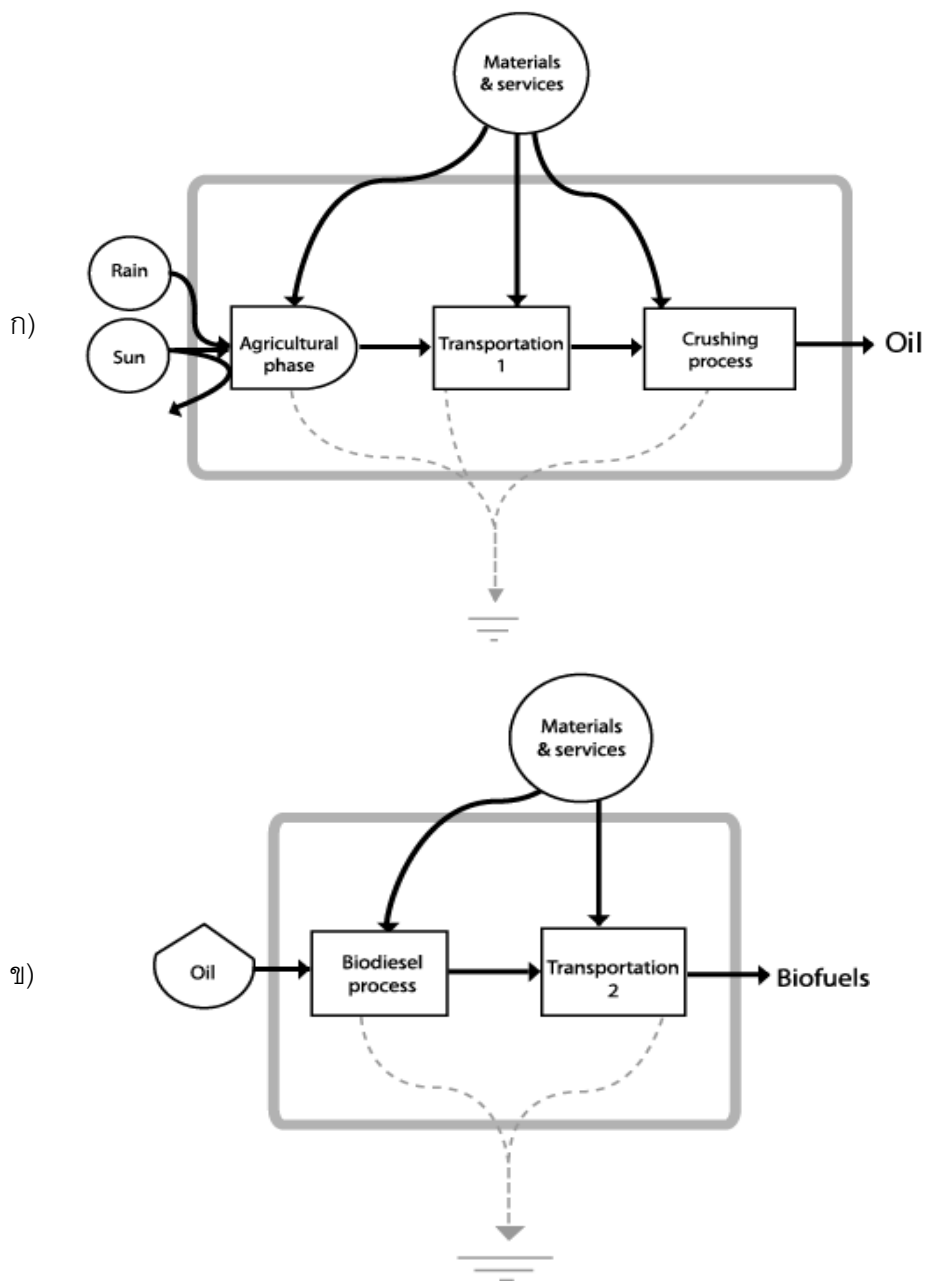 Materials
& services
Rain
ก)
Sun
Agricultural
phase
Transportation
1
Crushing
process
Oil
Materials
& services
ข)
Oil
Biodiesel
process
Transportation
2
Biofuels